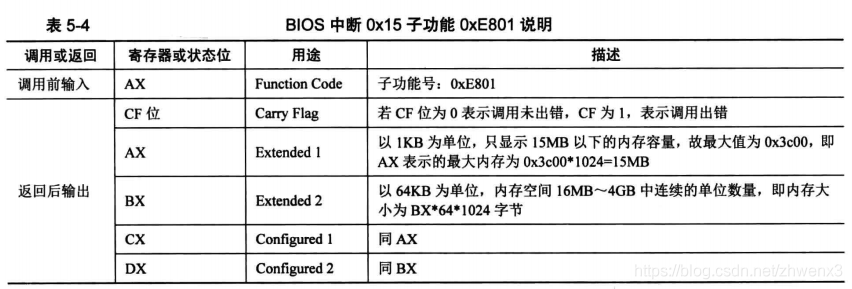 表 5-4 BIOS 中断 0x15 子功能 0xE801 说明
调用或返回 寄存器或状态位 用途 描述
调用前输入 AX Function Code 子功能号：0xE801
返回后输出 CF 位 Carry Flag 若 CF 位为 0 表示调用未出错，CF 为 1，表示调用出错
AX Extended 1 以 1KB 为单位，只显示 15MB 以下的内存容量，故最大值为 0x3c00，即
AX 表示的最大内存为 0x3c00*1024=15MB
BX Extended 2 以 64KB 为单位，内存空间 16MB～4GB 中连续的单位数量，即内存大
小为 BX*64*1024 字节
CX Configured 1 同 AX
DX Configured 2 同 BX
https://blog.csdn.net/zhwenx3